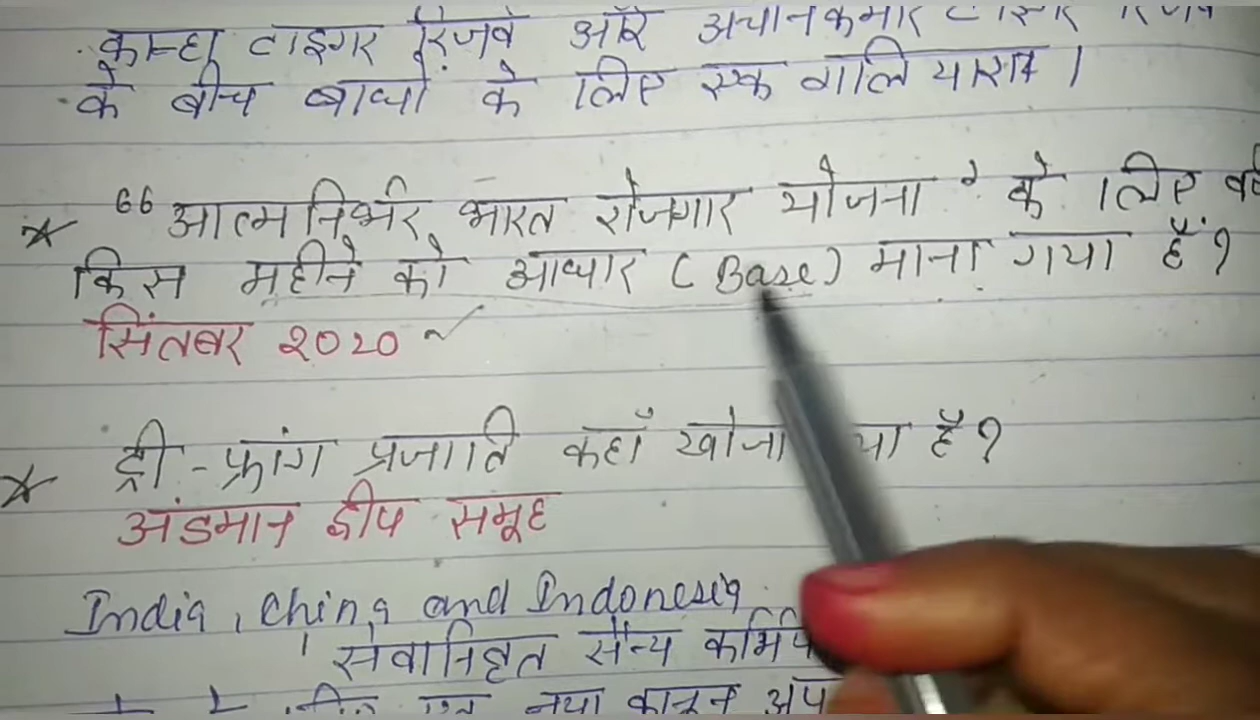 कान्हा टाइगर रिजर्व और अचानकमार टाइगर रिजर्व
के बीच बाघों के लिए एक गलियारा ।
★ "आत्मनिर्भर भारत रोजगार योजना" के लिए
किस महीने को आधार (Base) माना गया है?
सिंतबर 2020 ✓
★ ट्री-फ्रांग प्रजाति कहाँ खोजा है?
अंडमान द्वीप समूह
India, China and Indonesia
सेवानिवृत सैन्य
नया कानून